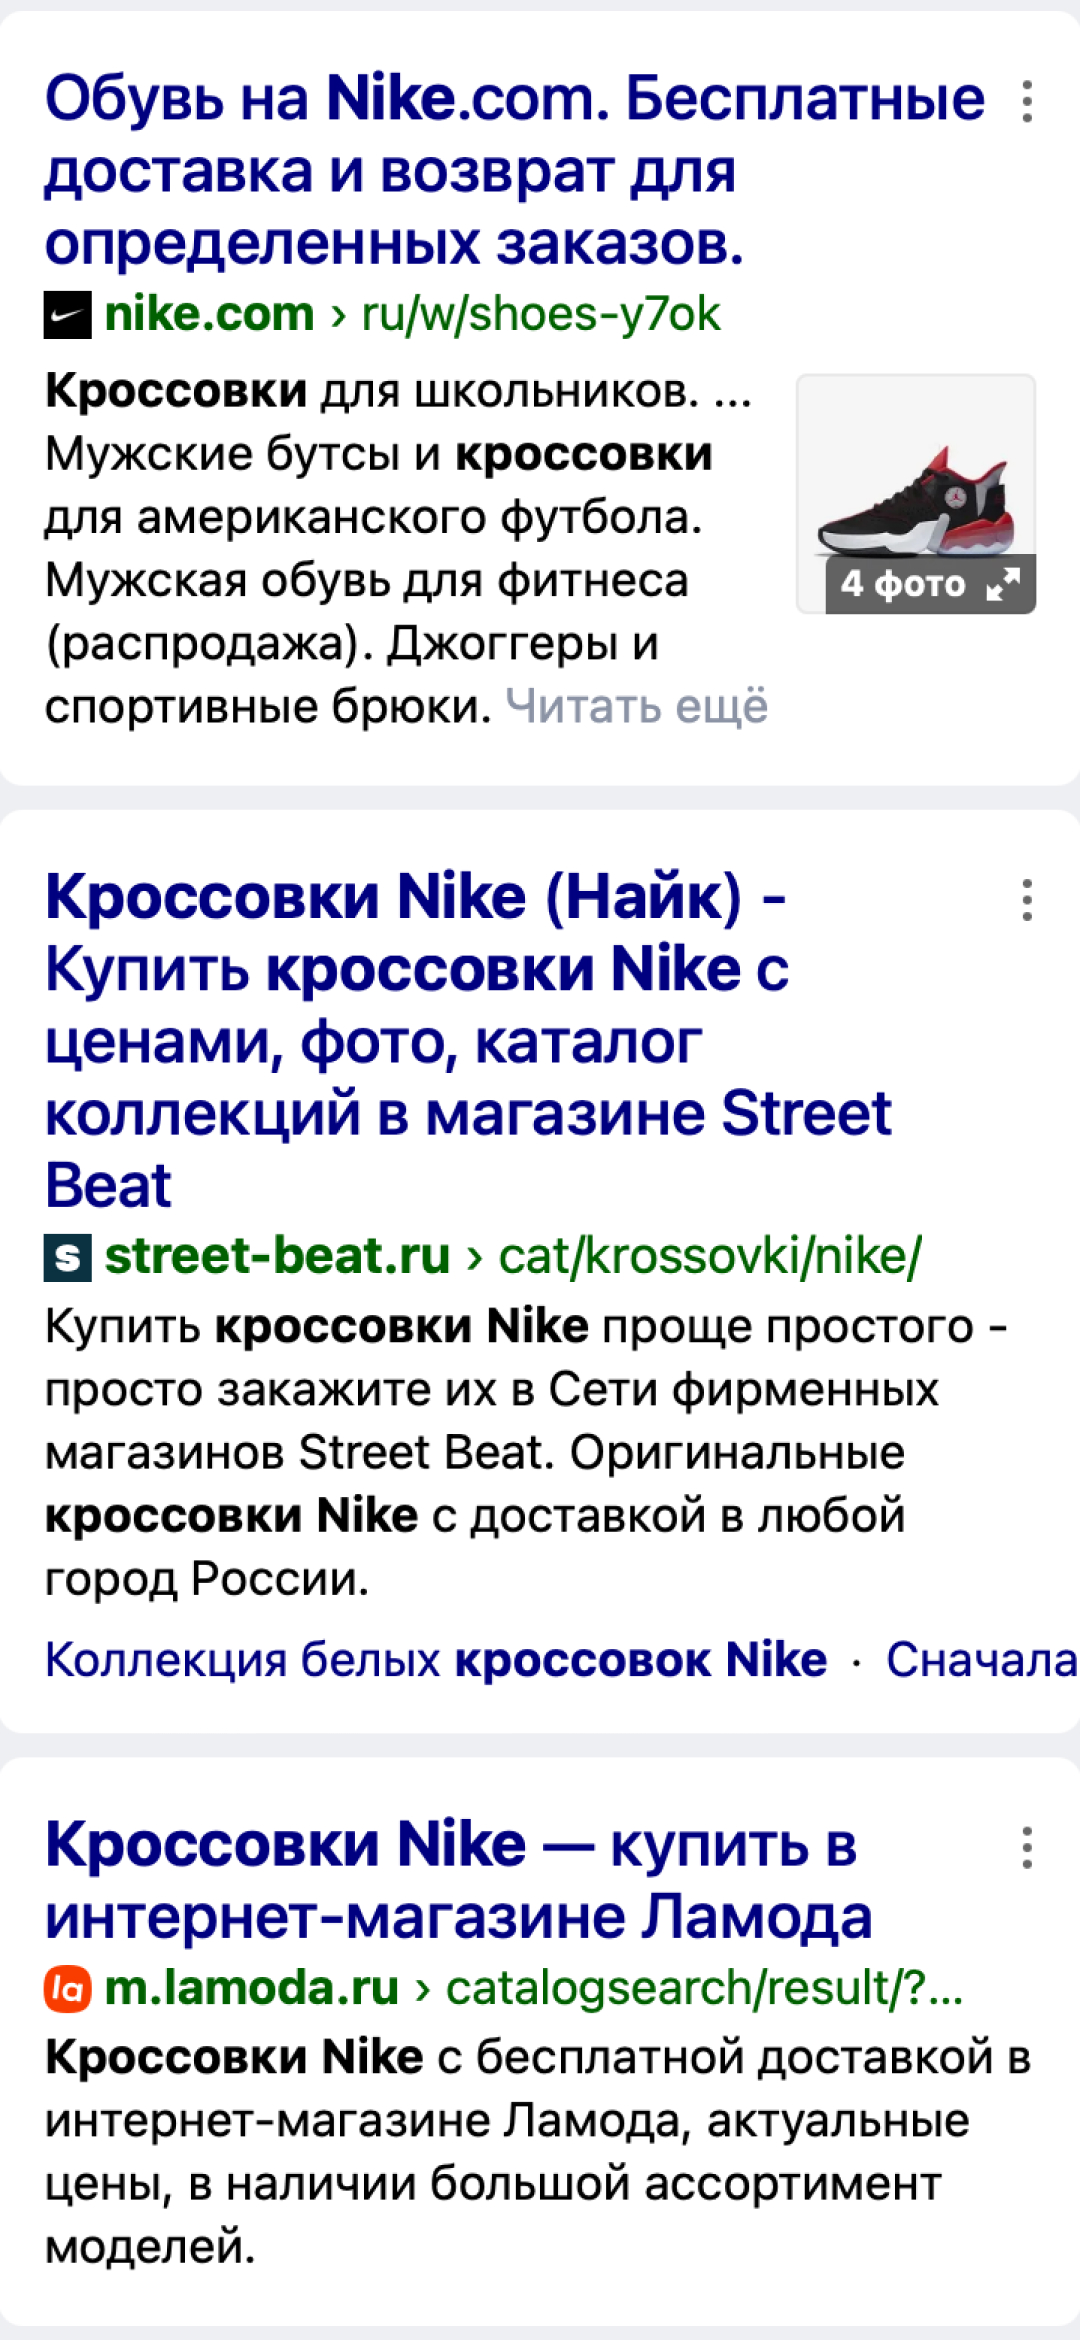 Обувь на Nike.com. Бесплатные
доставка и возврат для
определенных заказов.
nike.com › ru/w/shoes-y7ok
Кроссовки для школьников. ...
Мужские бутсы и кроссовки
для американского футбола.
Мужская обувь для фитнеса
(распродажа). Джоггеры и
спортивные брюки. Читать ещё
4 фото
Кроссовки Nike (Найк) -
Купить кроссовки Nike с
ценами, фото, каталог
коллекций в магазине Street
Beat
s street-beat.ru › cat/krossovki/nike/
Купить кроссовки Nike проще простого -
просто закажите их в Сети фирменных
магазинов Street Beat. Оригинальные
кроссовки Nike с доставкой в любой
город России.
Коллекция белых кроссовок Nike · Сначала
Кроссовки Nike — купить в
интернет-магазине Ламода
la m.lamoda.ru › catalogsearch/result/?...
Кроссовки Nike с бесплатной доставкой в
интернет-магазине Ламода, актуальные
цены, в наличии большой ассортимент
моделей.